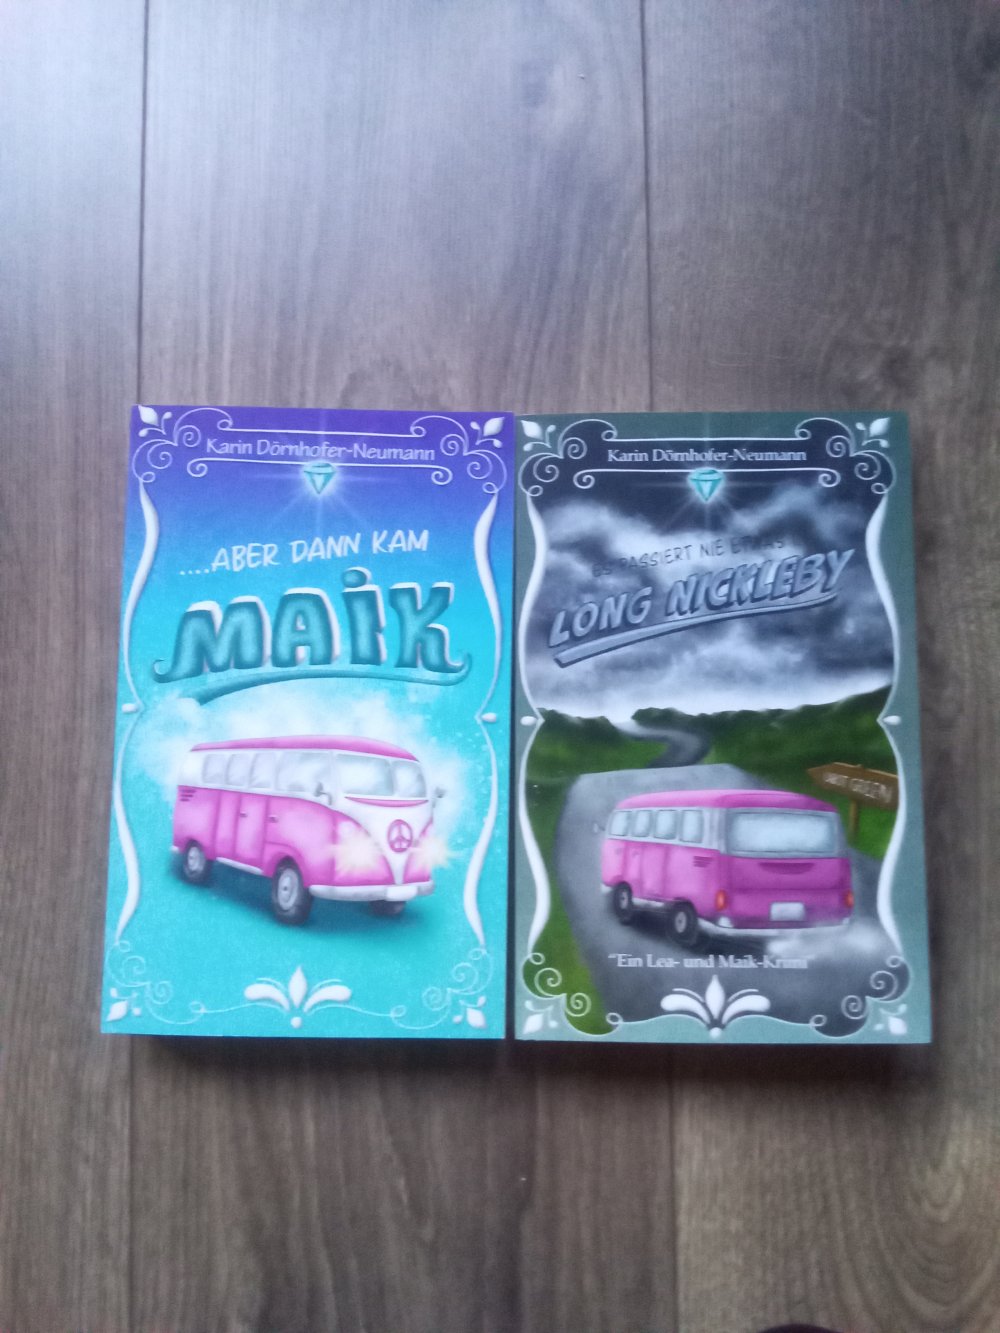 Karin Dörnhofer-Neumann
....ABER DANN KAM
MAiK
Karin Dörnhofer-Neumann
ES PASSIERT NIE ETWAS
LONG NICKLEBY
"Ein Lea- und Maik-Krimi"